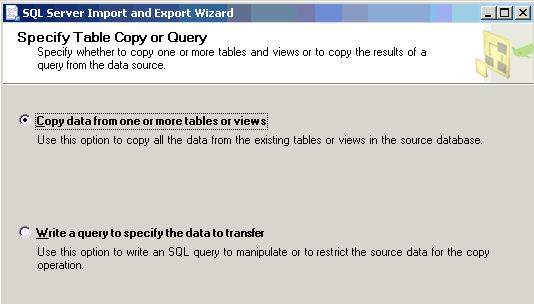 SQL Server Import and Export Wizard
Specify Table Copy or Query
Specify whether to copy one or more tables and views or to copy the results of a
query from the data source.
Copy data from one or more tables or views
Use this option to copy all the data from the existing tables or views in the source database.
Write a query to specify the data to transfer
Use this option to write an SQL query to manipulate or to restrict the source data for the copy
operation.